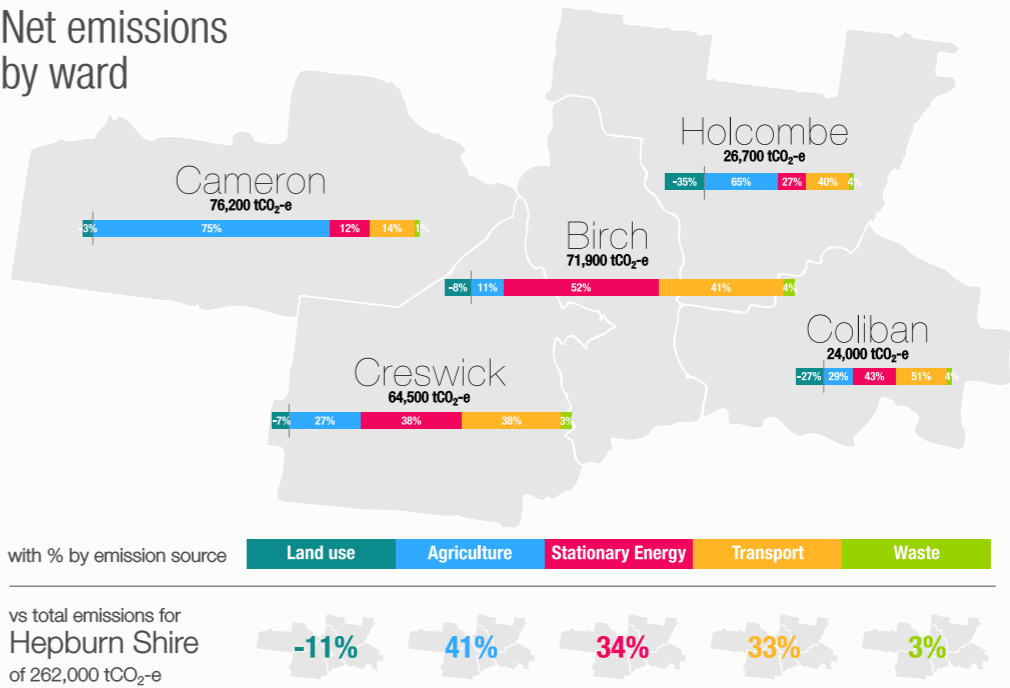 Net emissions
by ward
Holcombe
26,700 tCO₂-e
-35% 65% 27% 40% 4%
Cameron
76,200 tCO₂-e
-3% 75% 12% 14% 1%
Birch
71,900 tCO₂-e
-8% 11% 52% 41% 4%
Coliban
24,000 tCO₂-e
-27% 29% 43% 51% 4%
Creswick
64,500 tCO₂-e
-7% 27% 38% 38% 3%
with % by emission source Land use Agriculture Stationary Energy Transport Waste
vs total emissions for
Hepburn Shire
of 262,000 tCO₂-e
-11% 41% 34% 33% 3%